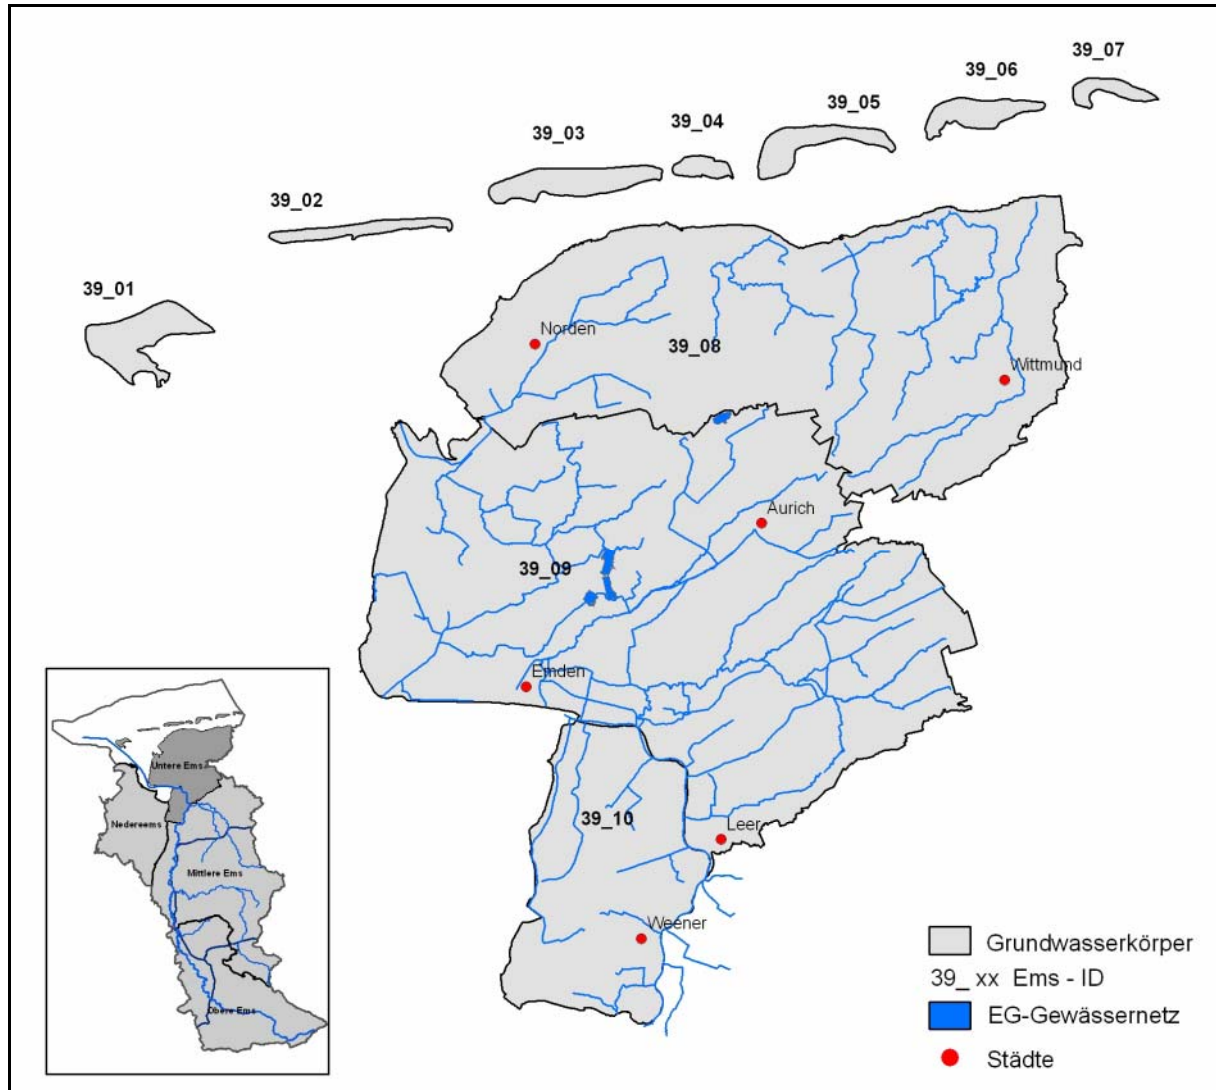 39_07
39_06
39_05
39_04
39_03
39_02
39_01
Norden
39_08
Wittmund
Aurich
39_09
Emden
Untere Ems
Nedereems
Mittlere Ems
Obere Ems
39_10
Leer
Weener
Grundwasserkörper
39_ xx Ems - ID
EG-Gewässernetz
Städte